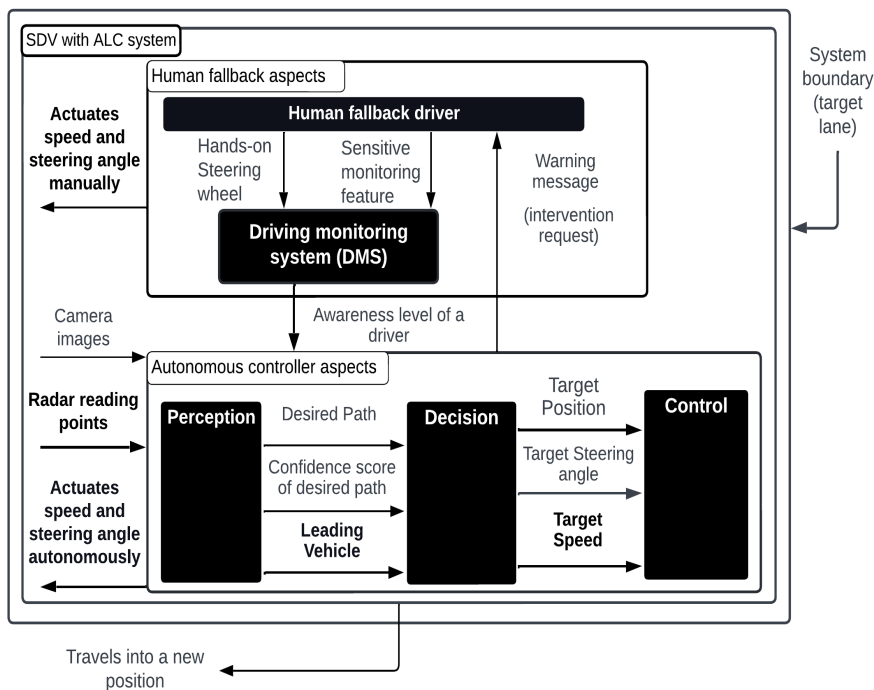 SDV with ALC system
System
boundary
(target
lane)
Human fallback aspects
Actuates
speed and
steering angle
manually
Human fallback driver
Hands-on
Steering
wheel
Sensitive
monitoring
feature
Warning
message
(intervention
request)
Driving monitoring
system (DMS)
Camera
images
Awareness level of a
driver
Autonomous controller aspects
Radar reading
points
Perception
Desired Path
Decision
Target
Position
Control
Confidence score
of desired path
Target Steering
angle
Actuates
speed and
steering angle
autonomously
Leading
Vehicle
Target
Speed
Travels into a new
position